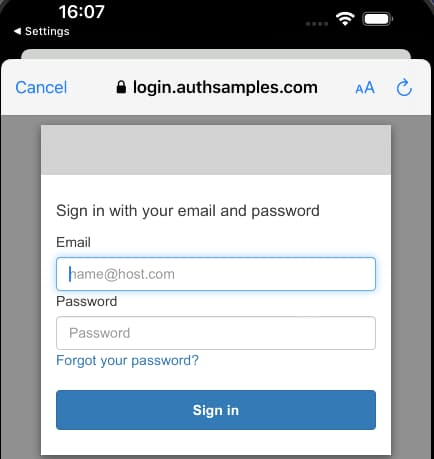 16:07
◀ Settings
Cancel
login.authsamples.com
AA
Sign in with your email and password
Email
name@host.com
Password
Password
Forgot your password?
Sign in